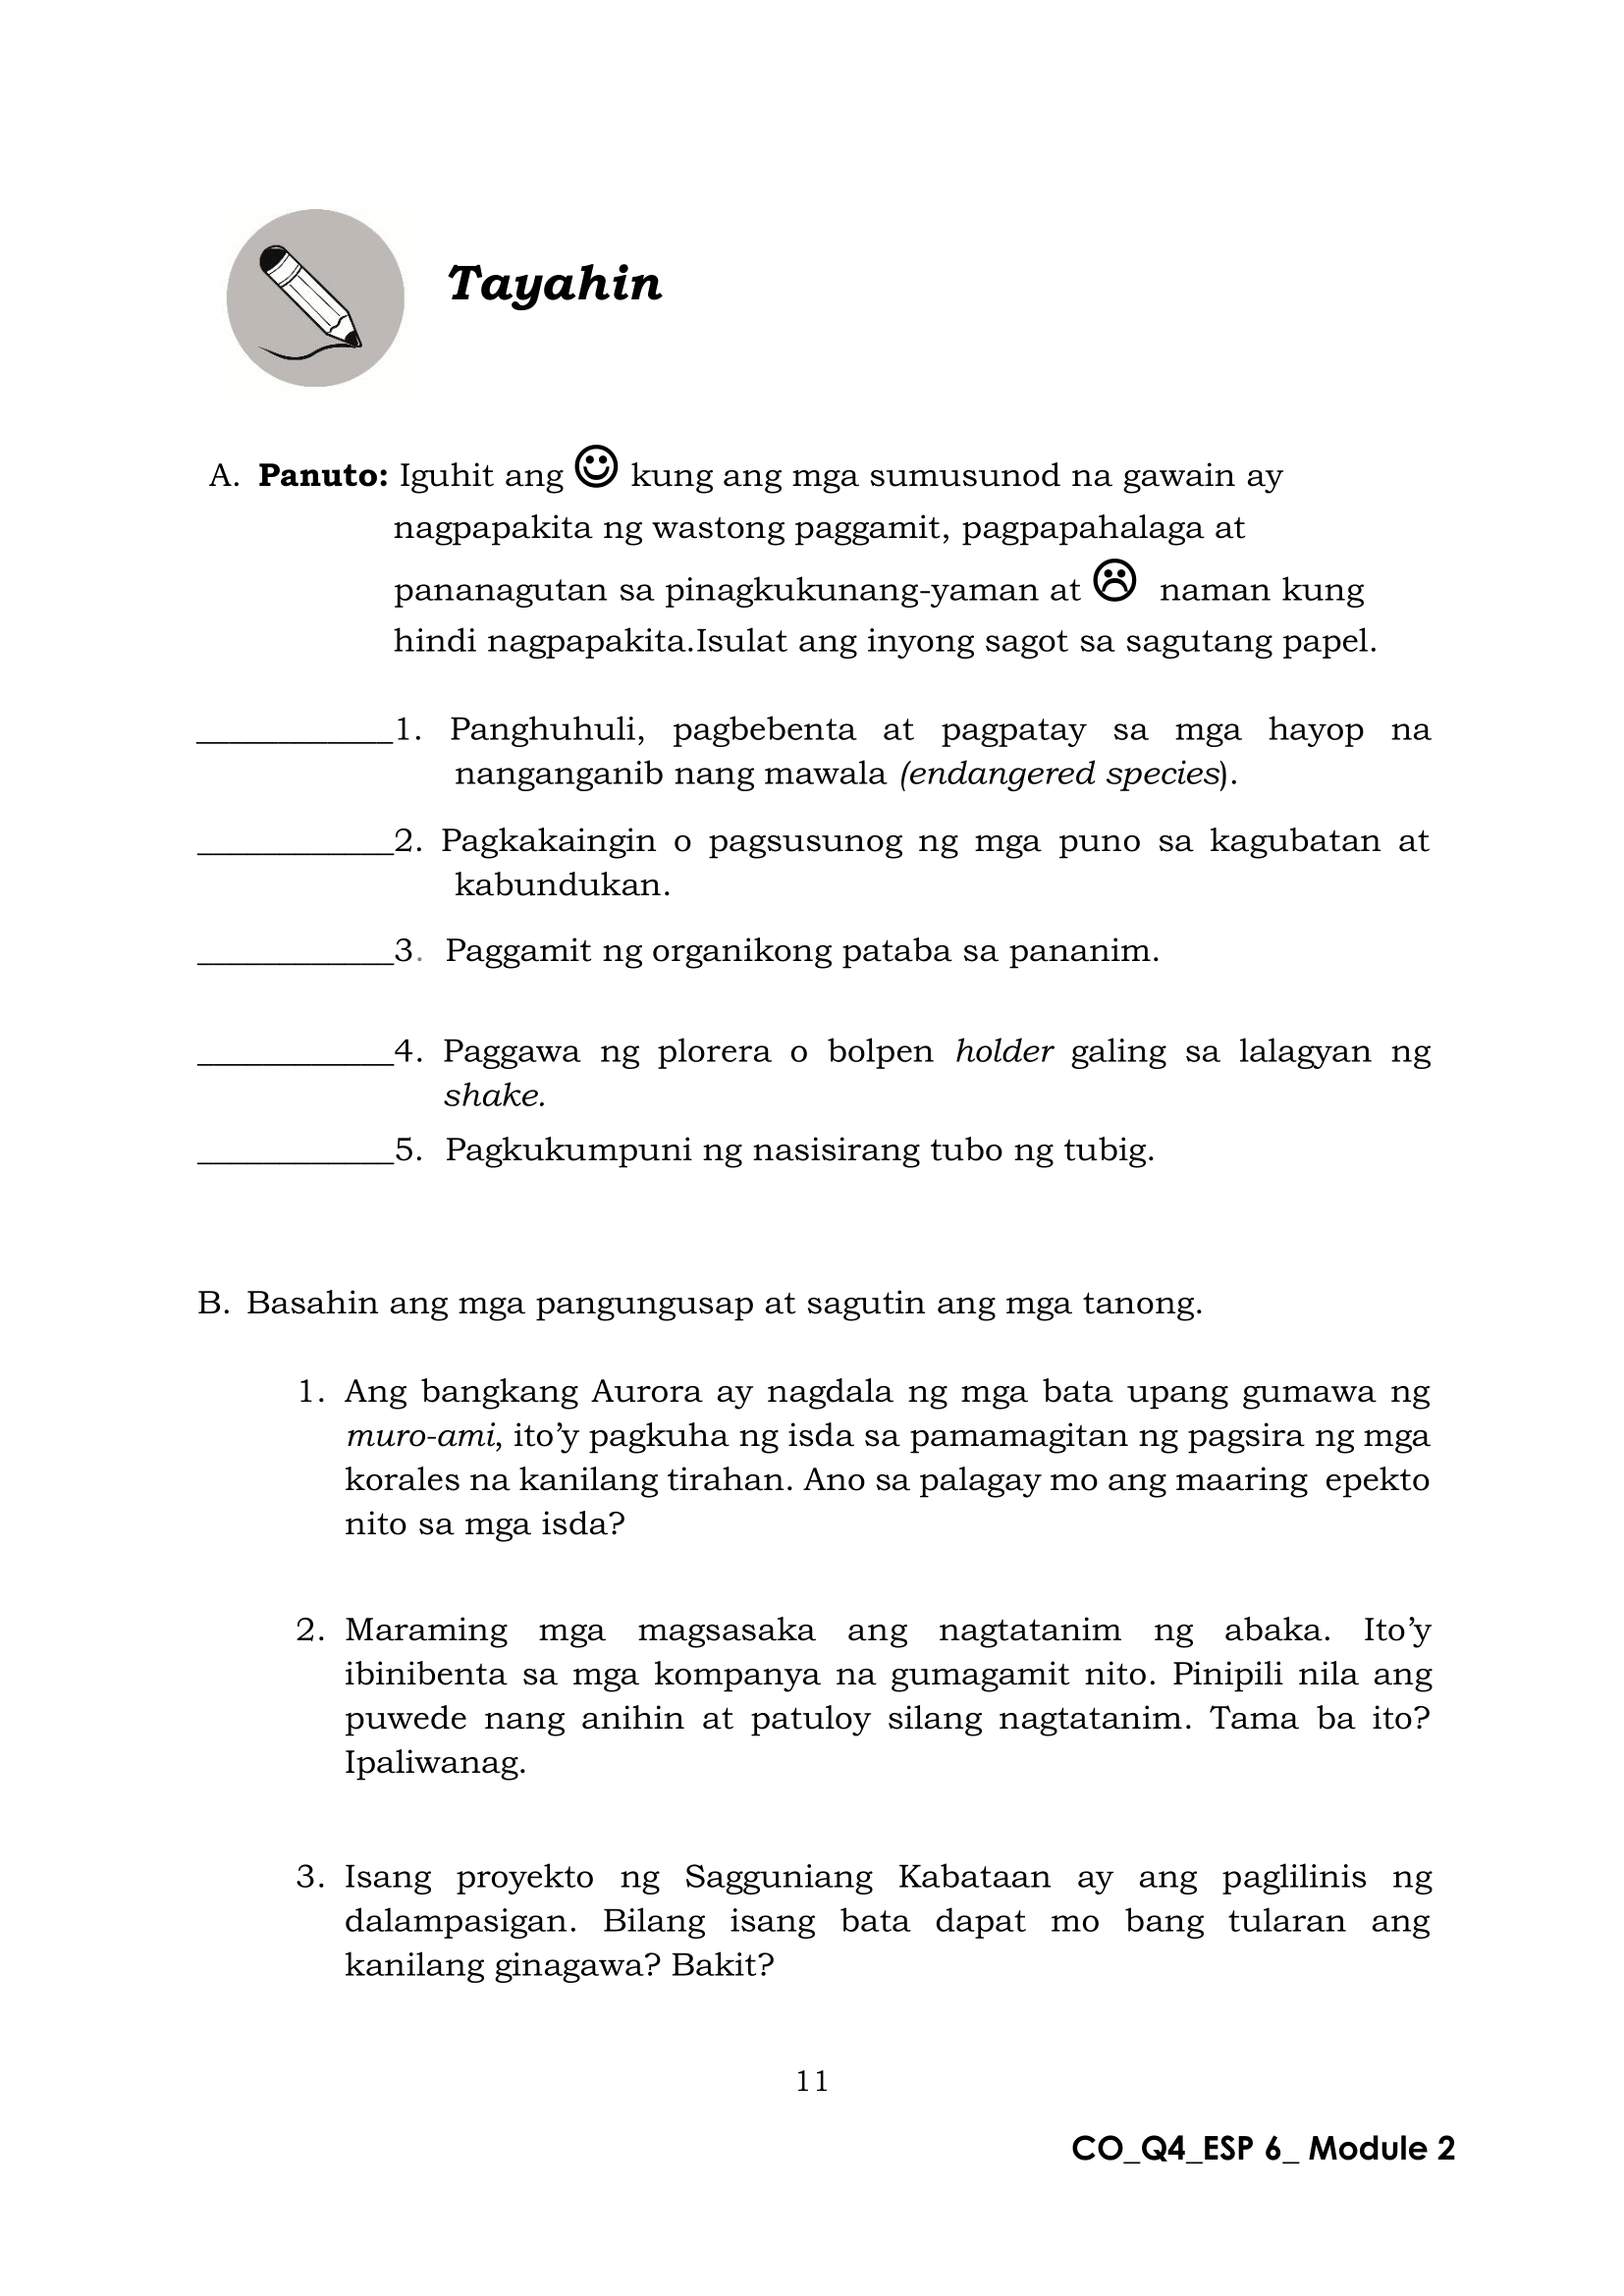 Tayahin
A. Panuto: Iguhit ang ☺ kung ang mga sumusunod na gawain ay
nagpapakita ng wastong paggamit, pagpapahalaga at
pananagutan sa pinagkukunang-yaman at ☹ naman kung
hindi nagpapakita.Isulat ang inyong sagot sa sagutang papel.
____________1. Panghuhuli, pagbebenta at pagpatay sa mga hayop na
nanganganib nang mawala (endangered species).
____________2. Pagkakaingin o pagsusunog ng mga puno sa kagubatan at
kabundukan.
____________3. Paggamit ng organikong pataba sa pananim.
____________4. Paggawa ng plorera o bolpen holder galing sa lalagyan ng
shake.
____________5. Pagkukumpuni ng nasisirang tubo ng tubig.
B. Basahin ang mga pangungusap at sagutin ang mga tanong.
1. Ang bangkang Aurora ay nagdala ng mga bata upang gumawa ng
muro-ami, ito’y pagkuha ng isda sa pamamagitan ng pagsira ng mga
korales na kanilang tirahan. Ano sa palagay mo ang maaring epekto
nito sa mga isda?
2. Maraming mga magsasaka ang nagtatanim ng abaka. Ito’y
ibinibenta sa mga kompanya na gumagamit nito. Pinipili nila ang
puwede nang anihin at patuloy silang nagtatanim. Tama ba ito?
Ipaliwanag.
3. Isang proyekto ng Sagguniang Kabataan ay ang paglilinis ng
dalampasigan. Bilang isang bata dapat mo bang tularan ang
kanilang ginagawa? Bakit?
11
CO_Q4_ESP 6_ Module 2